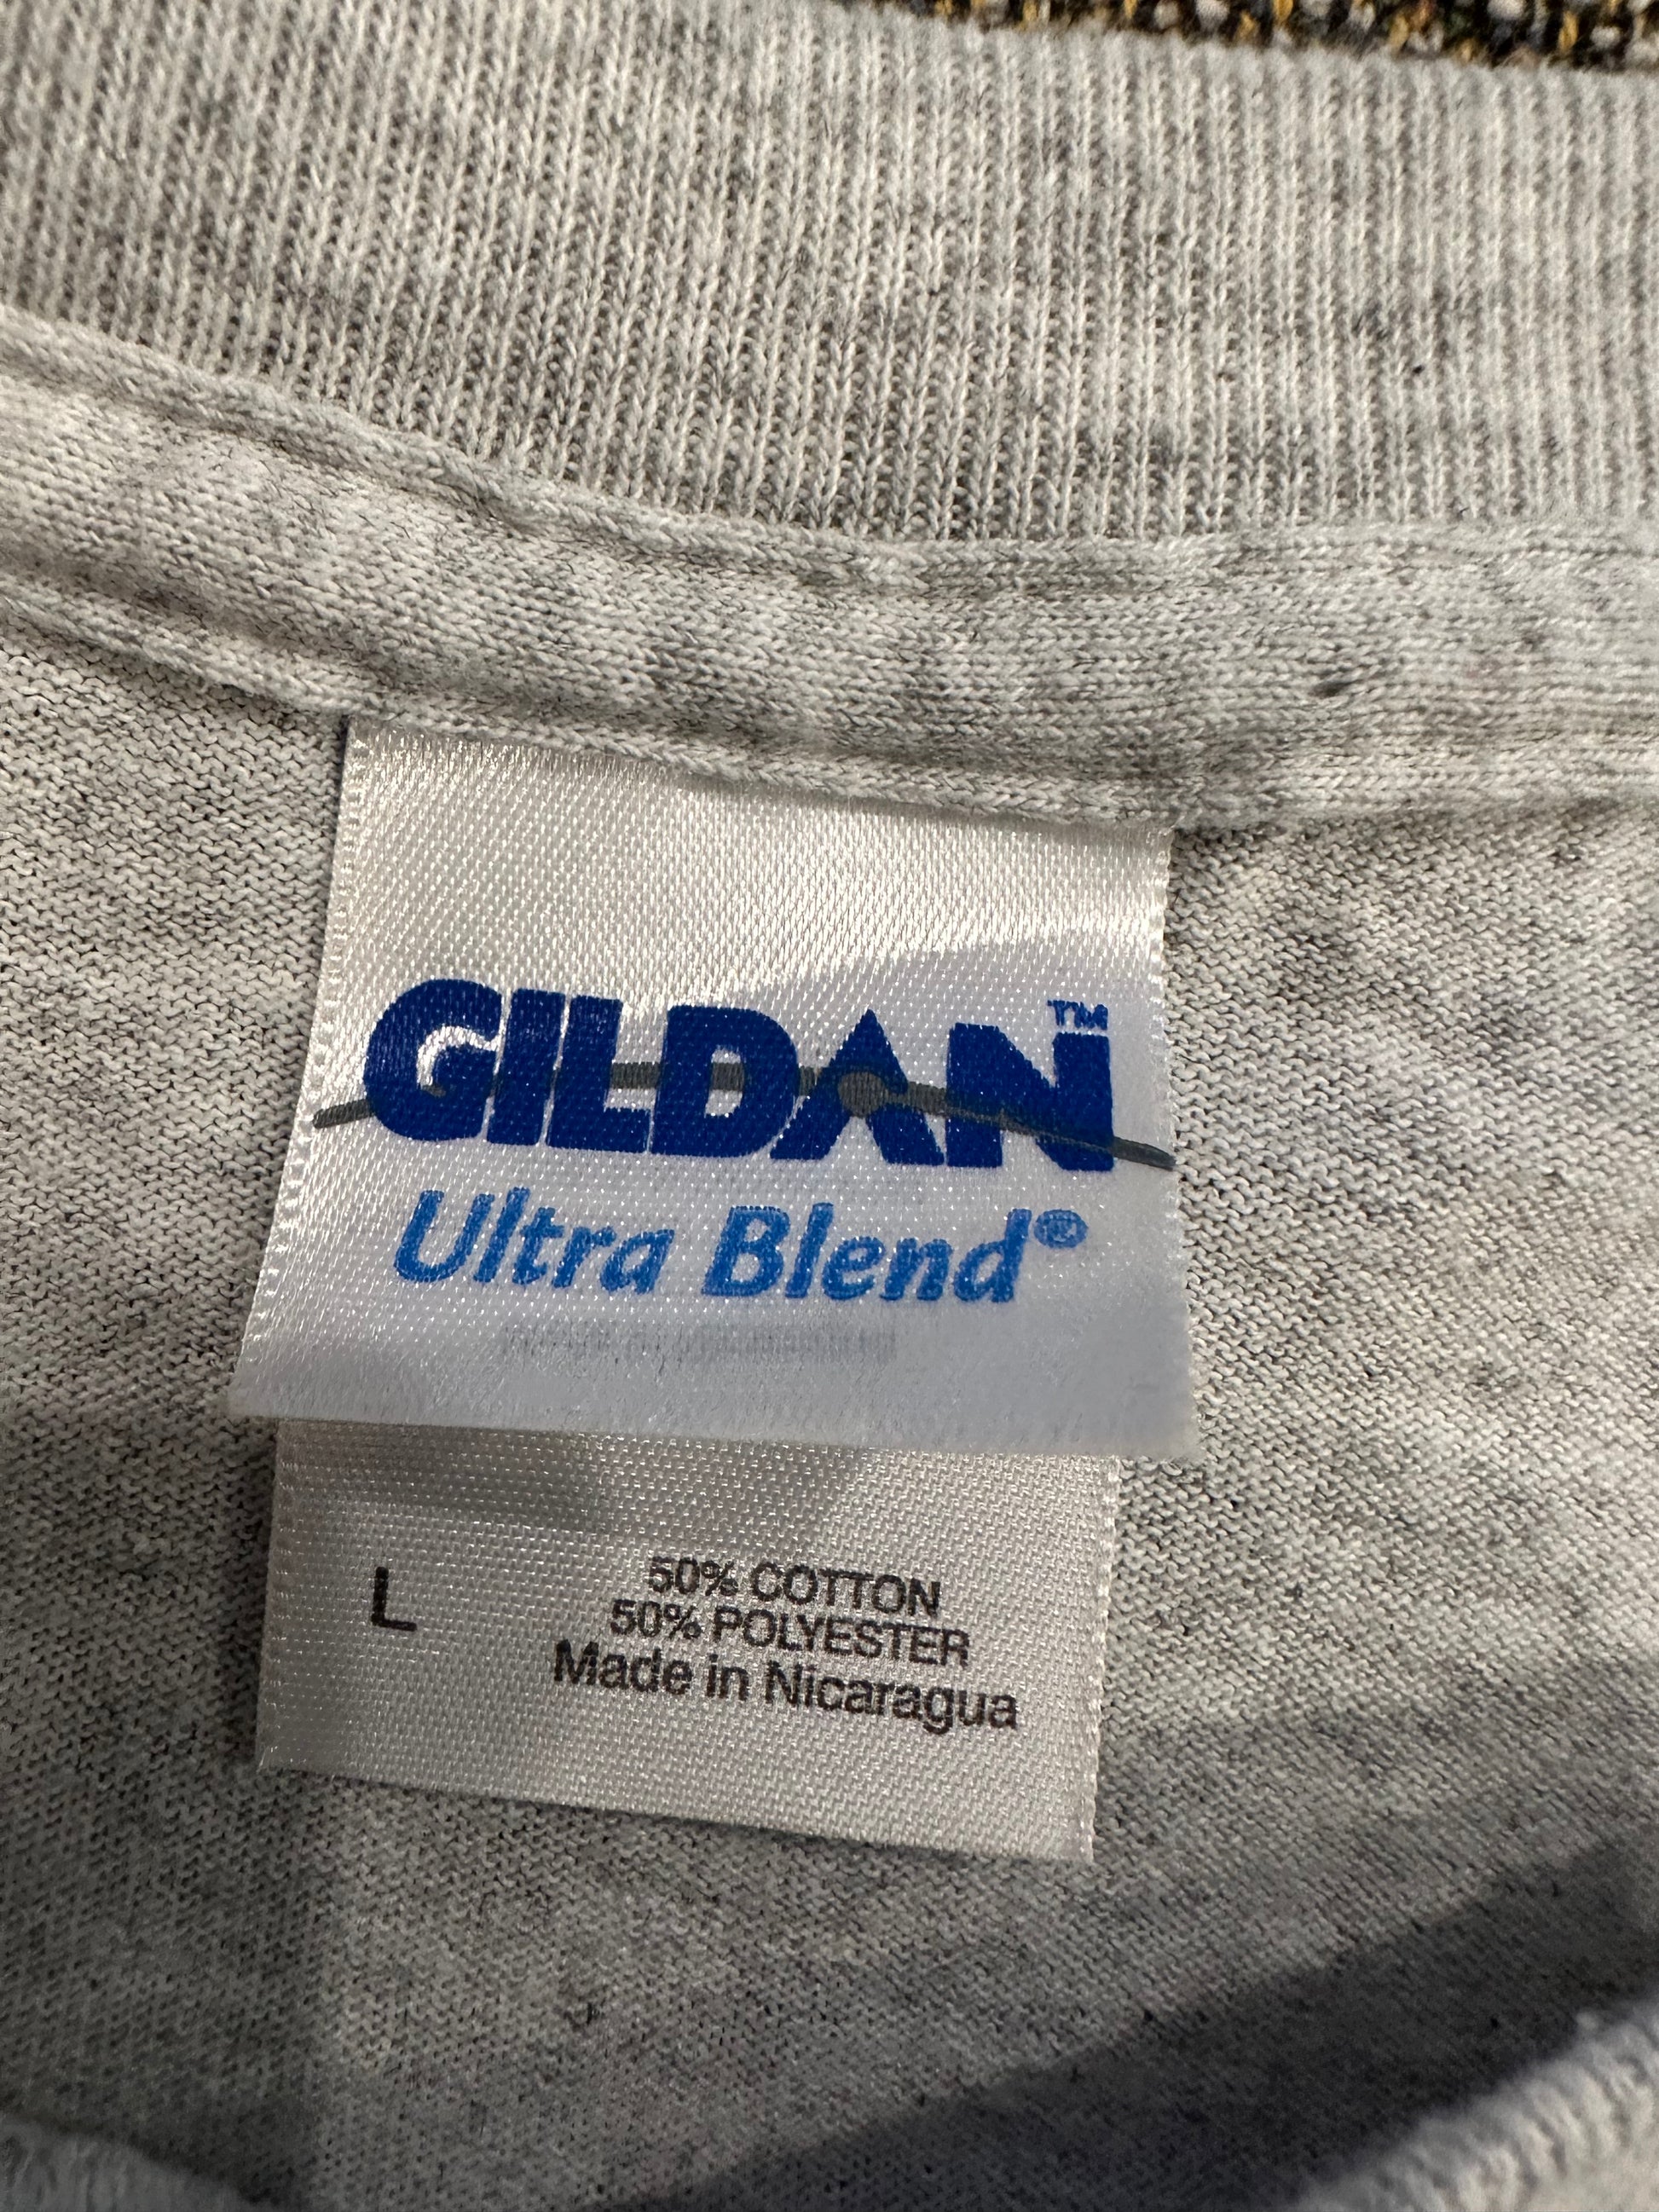 GILDAN™
Ultra Blend®
L
50% COTTON
50% POLYESTER
Made in Nicaragua